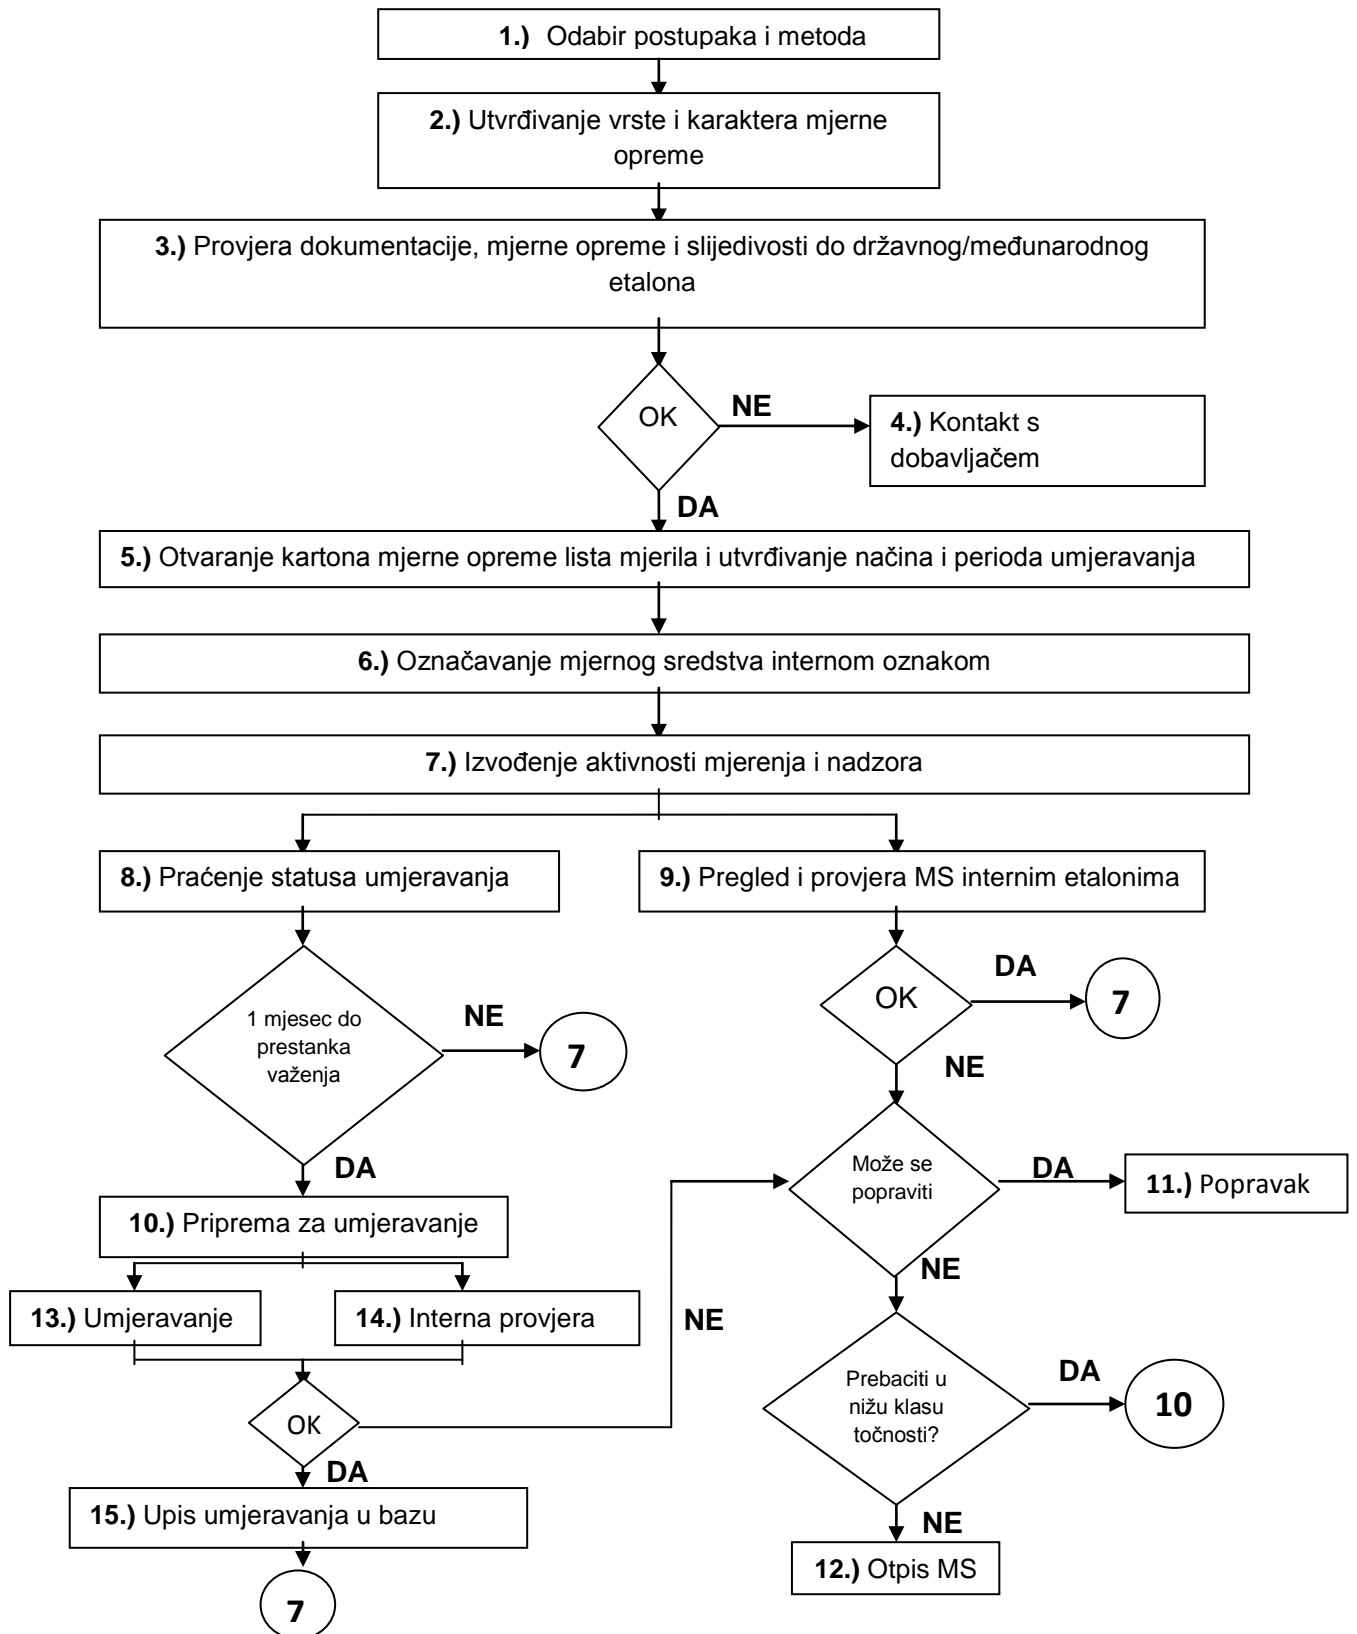 1.) Odabir postupaka i metoda
2.) Utvrđivanje vrste i karaktera mjerne
opreme
3.) Provjera dokumentacije, mjerne opreme i slijedivosti do državnog/međunarodnog
etalona
OK
NE
4.) Kontakt s
dobavljačem
DA
5.) Otvaranje kartona mjerne opreme lista mjerila i utvrđivanje načina i perioda umjeravanja
6.) Označavanje mjernog sredstva internom oznakom
7.) Izvođenje aktivnosti mjerenja i nadzora
8.) Praćenje statusa umjeravanja
9.) Pregled i provjera MS internim etalonima
1 mjesec do
prestanka
važenja
NE
7
OK
DA
7
NE
DA
Može se
popraviti
DA
11.) Popravak
10.) Priprema za umjeravanje
NE
13.) Umjeravanje
14.) Interna provjera
NE
Prebaciti u
nižu klasu
točnosti?
DA
10
OK
DA
15.) Upis umjeravanja u bazu
NE
12.) Otpis MS
7